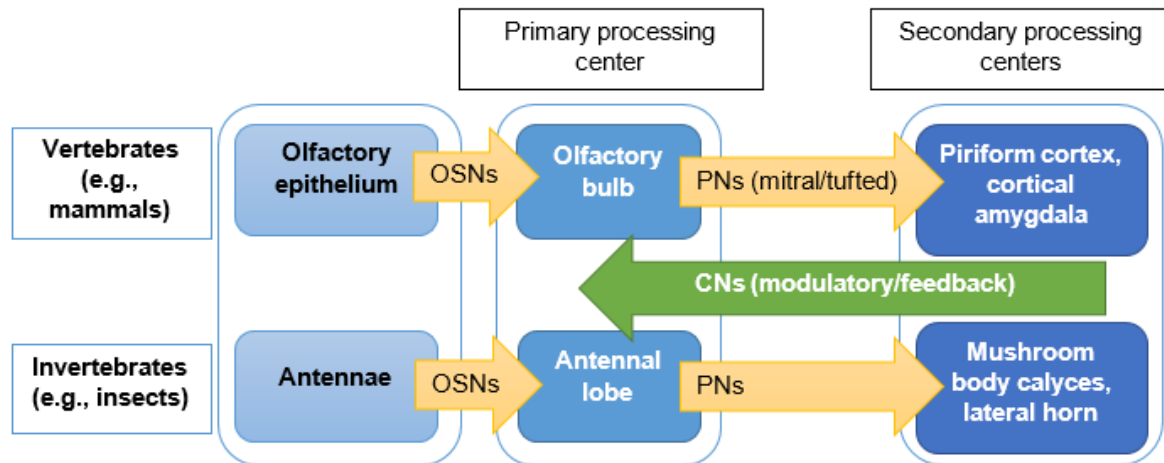 Primary processing
center
Secondary processing
centers
Vertebrates
(e.g.,
mammals)
Olfactory
epithelium
OSNs
Olfactory
bulb
PNs (mitral/tufted)
Piriform cortex,
cortical
amygdala
CNs (modulatory/feedback)
Invertebrates
(e.g., insects)
Antennae
OSNs
Antennal
lobe
PNs
Mushroom
body calyces,
lateral horn